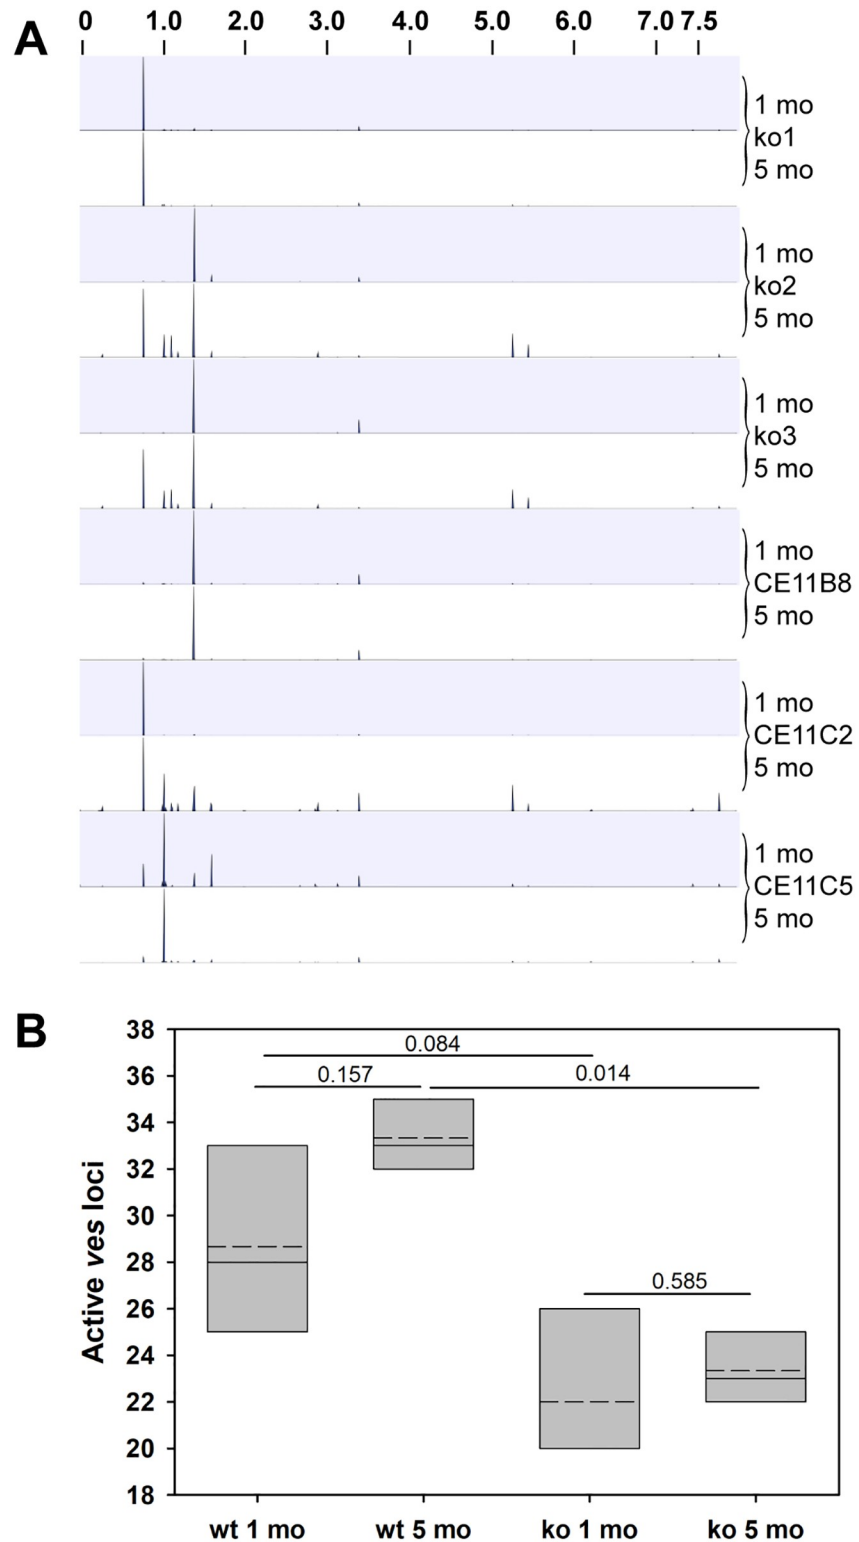 A
0 1.0 2.0 3.0 4.0 5.0 6.0 7.0 7.5
1 mo
ko1
5 mo
1 mo
ko2
5 mo
1 mo
ko3
5 mo
1 mo
CE11B8
5 mo
1 mo
CE11C2
5 mo
1 mo
CE11C5
5 mo
B
Active ves loci
38
36
34
32
30
28
26
24
22
20
18
0.084
0.157
0.014
0.585
wt 1 mo wt 5 mo ko 1 mo ko 5 mo